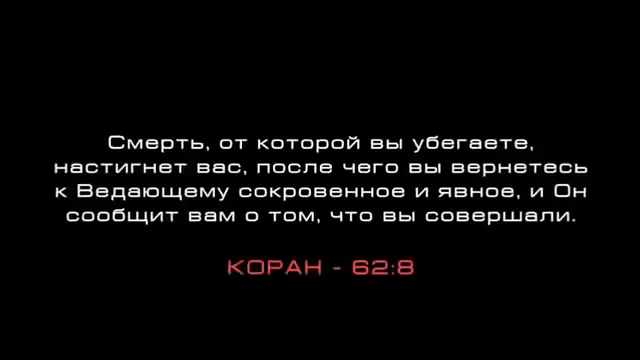 Смерть, от которой вы убегаете,
настигнет вас, после чего вы вернетесь
к Ведающему сокровенное и явное, и Он
сообщит вам о том, что вы совершали.
КОРАН - 62:8